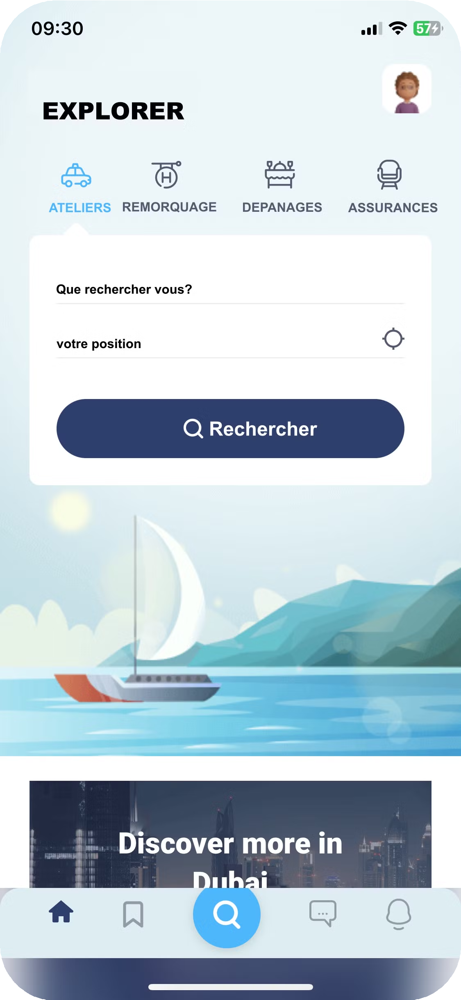 09:30
57
EXPLORER
ATELIERS REMORQUAGE DEPANAGES ASSURANCES
Que rechercher vous?
votre position
Rechercher
Discover more in
Dubai